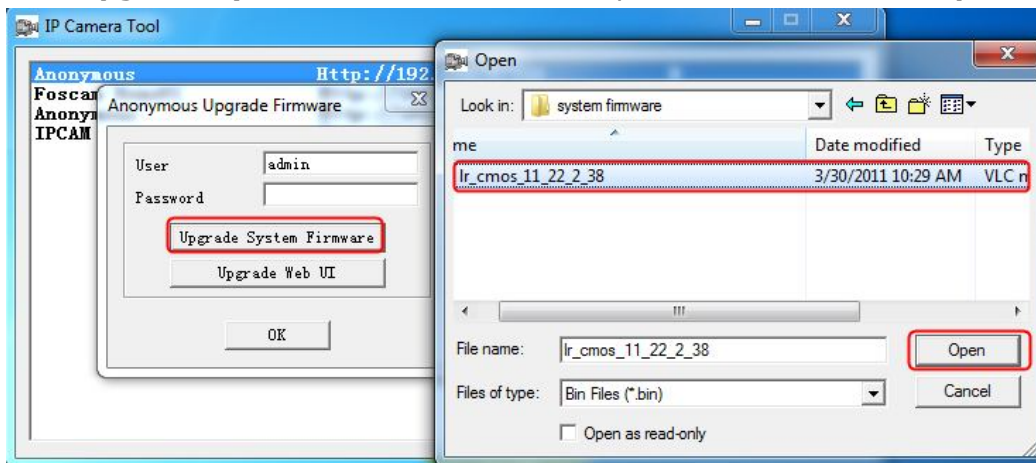 IP Camera Tool
Anonymous Http://192.
Foscam
Anonym
IPCAM
Anonymous Upgrade Firmware
User admin
Password
Upgrade System Firmware
Upgrade Web UI
OK
Open
Look in: system firmware
me Date modified Type
lr_cmos_11_22_2_38 3/30/2011 10:29 AM VLC m
File name: lr_cmos_11_22_2_38 Open
Files of type: Bin Files (*.bin) Cancel
Open as read-only